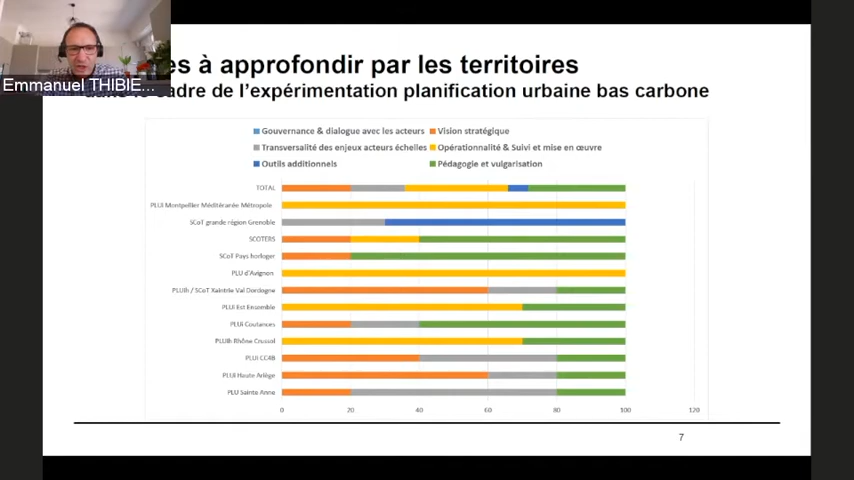 Emmanuel THIBIE...
es à approfondir par les territoires
cadre de l'expérimentation planification urbaine bas carbone
Gouvernance & dialogue avec les acteurs
Vision stratégique
Transversalité des enjeux acteurs échelles
Opérationnalité & Suivi et mise en œuvre
Outils additionnels
Pédagogie et vulgarisation
TOTAL
PLUi Montpellier Méditéranée Métropole
SCoT grande région Grenoble
SCOTERS
SCoT Pays horloger
PLU d'Avignon
PLUih / SCoT Xaintrie Val Dordogne
PLUi Est Ensemble
PLUi Coutances
PLUih Rhône Crussol
PLUi CCRB
PLUi Haute Ariège
PLU Sainte Anne
0 20 40 60 80 100 120
7